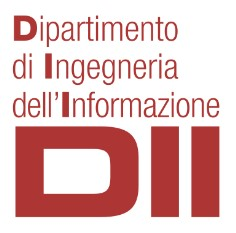 Dipartimento
di Ingegneria
dell'Informazione
DII